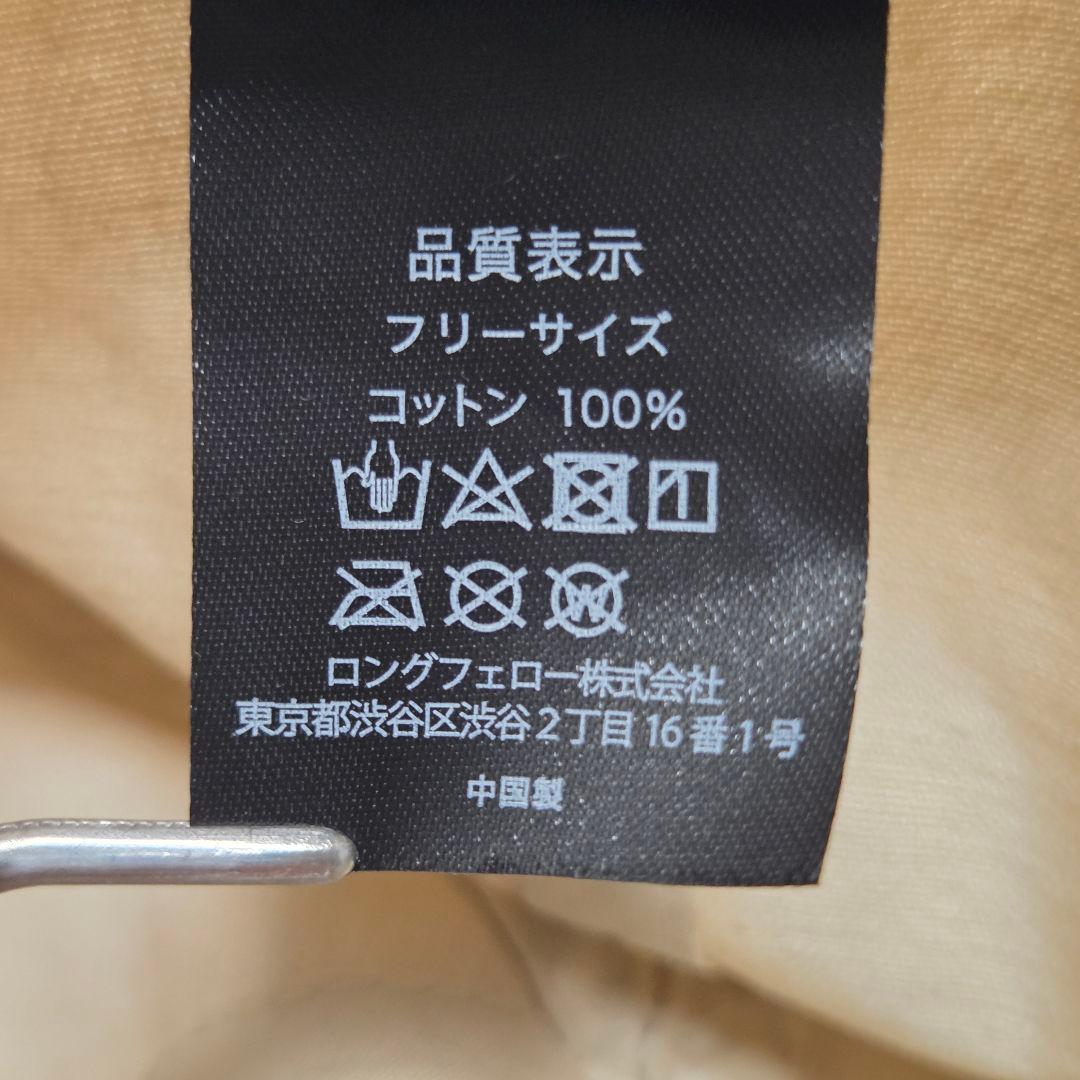 品質表示
フリーサイズ
コットン 100%
W
ロングフェロー株式会社
東京都渋谷区渋谷2丁目16番1号
中国製